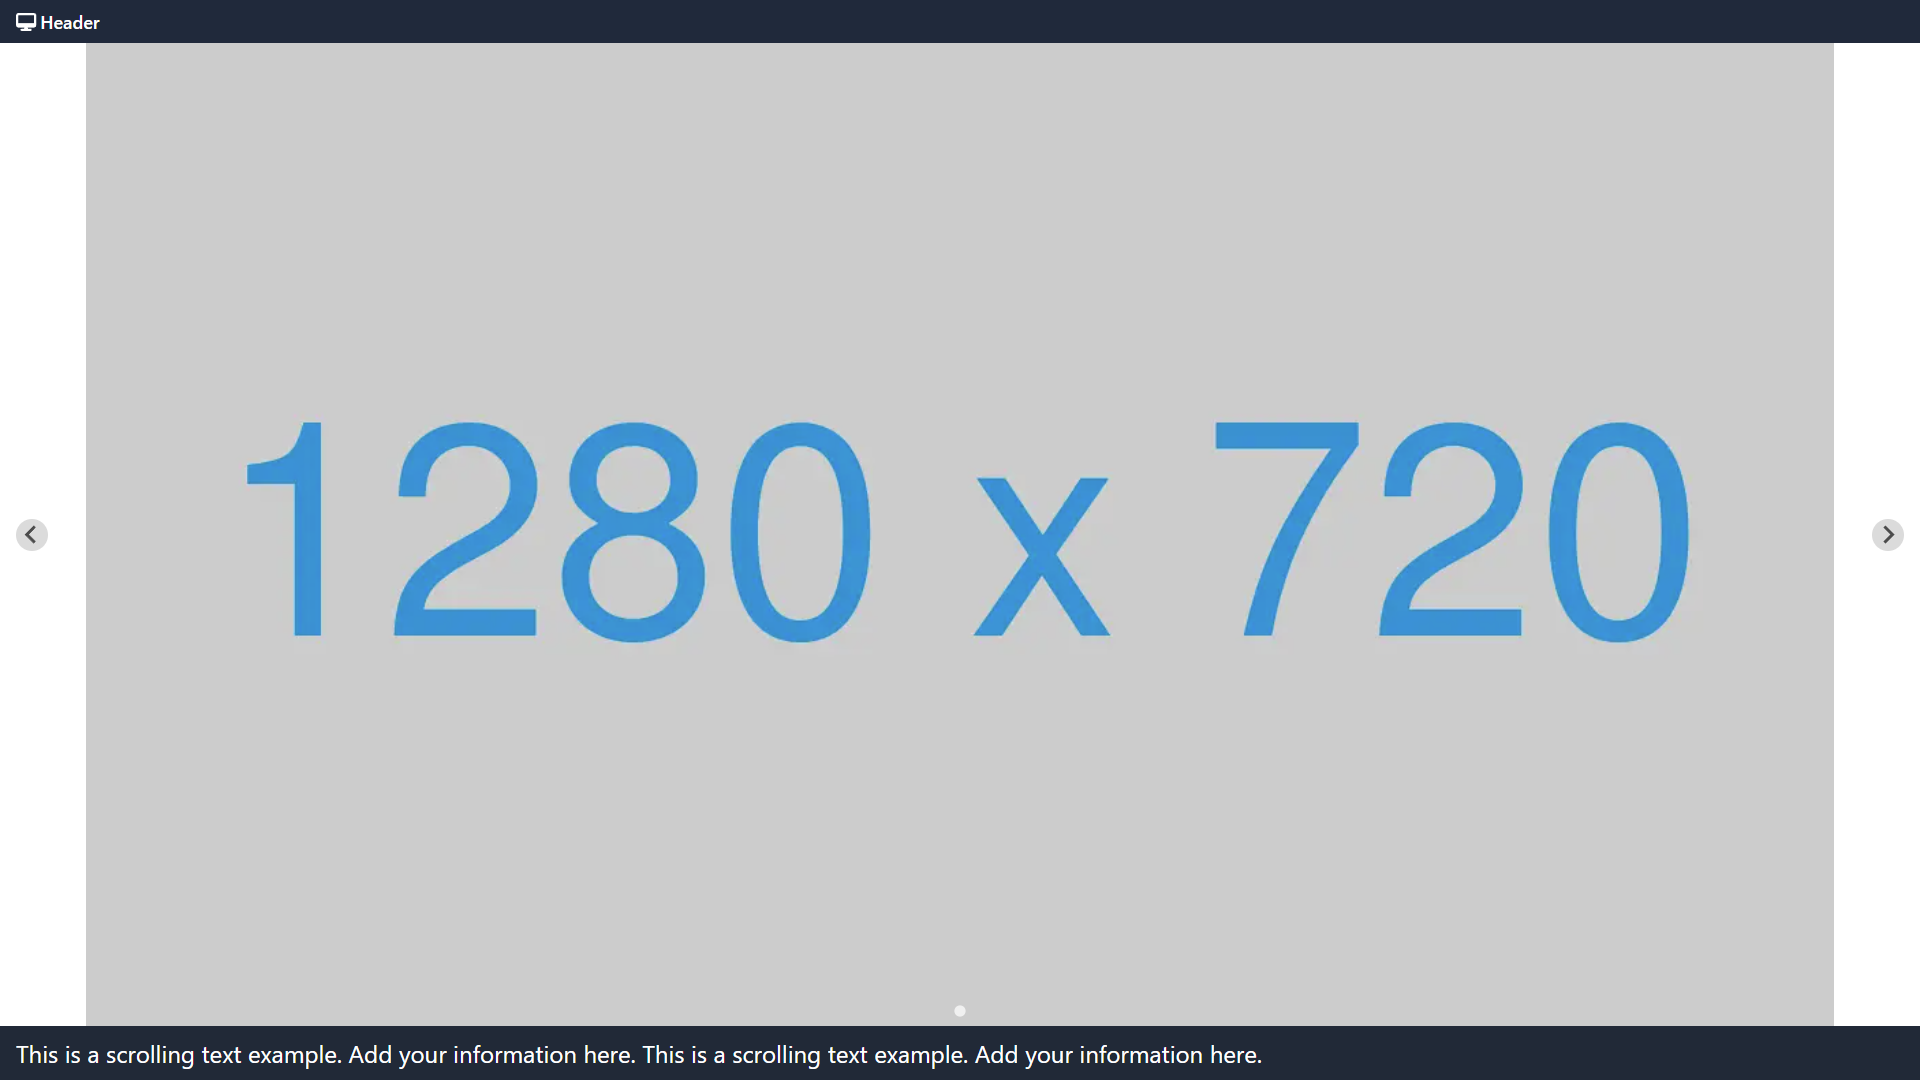 Header
1280 x 720
This is a scrolling text example. Add your information here. This is a scrolling text example. Add your information here.